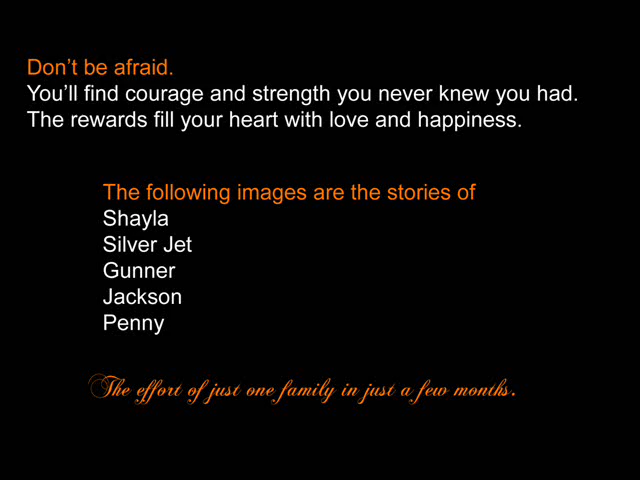 Don’t be afraid.
You’ll find courage and strength you never knew you had.
The rewards fill your heart with love and happiness.
The following images are the stories of
Shayla
Silver Jet
Gunner
Jackson
Penny
The effort of just one family in just a few months.